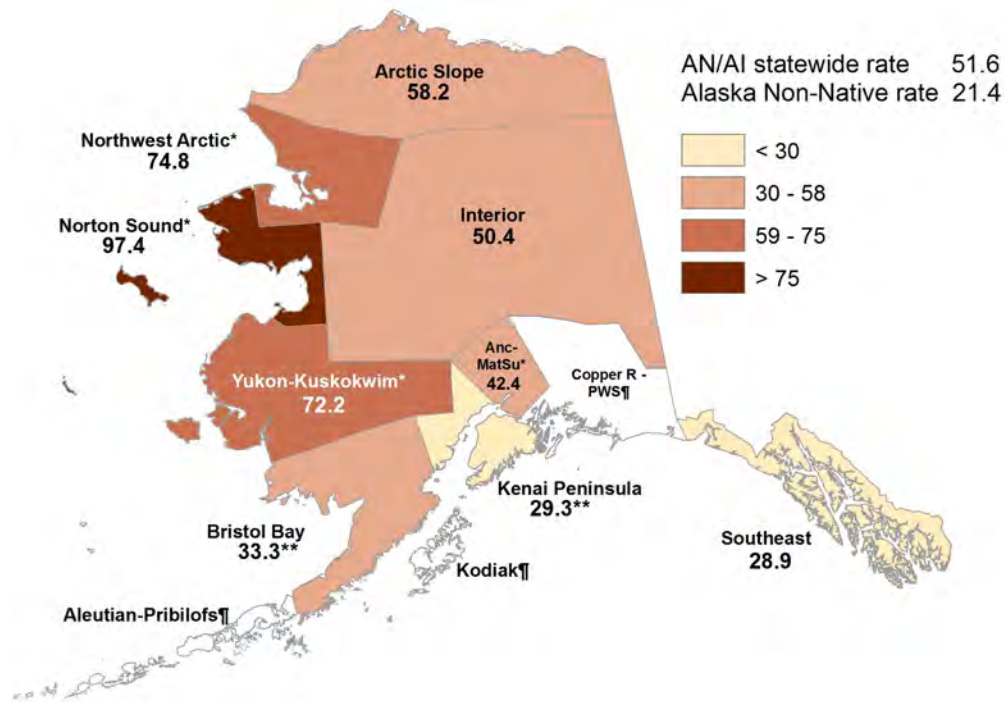 Arctic Slope
58.2
AN/AI statewide rate 51.6
Alaska Non-Native rate 21.4
< 30
30 - 58
59 - 75
> 75
Northwest Arctic*
74.8
Norton Sound*
97.4
Interior
50.4
Anc-
MatSu*
42.4
Copper R -
PWS¶
Yukon-Kuskokwim*
72.2
Kenai Peninsula
29.3**
Bristol Bay
33.3**
Southeast
28.9
Kodiak¶
Aleutian-Pribilofs¶